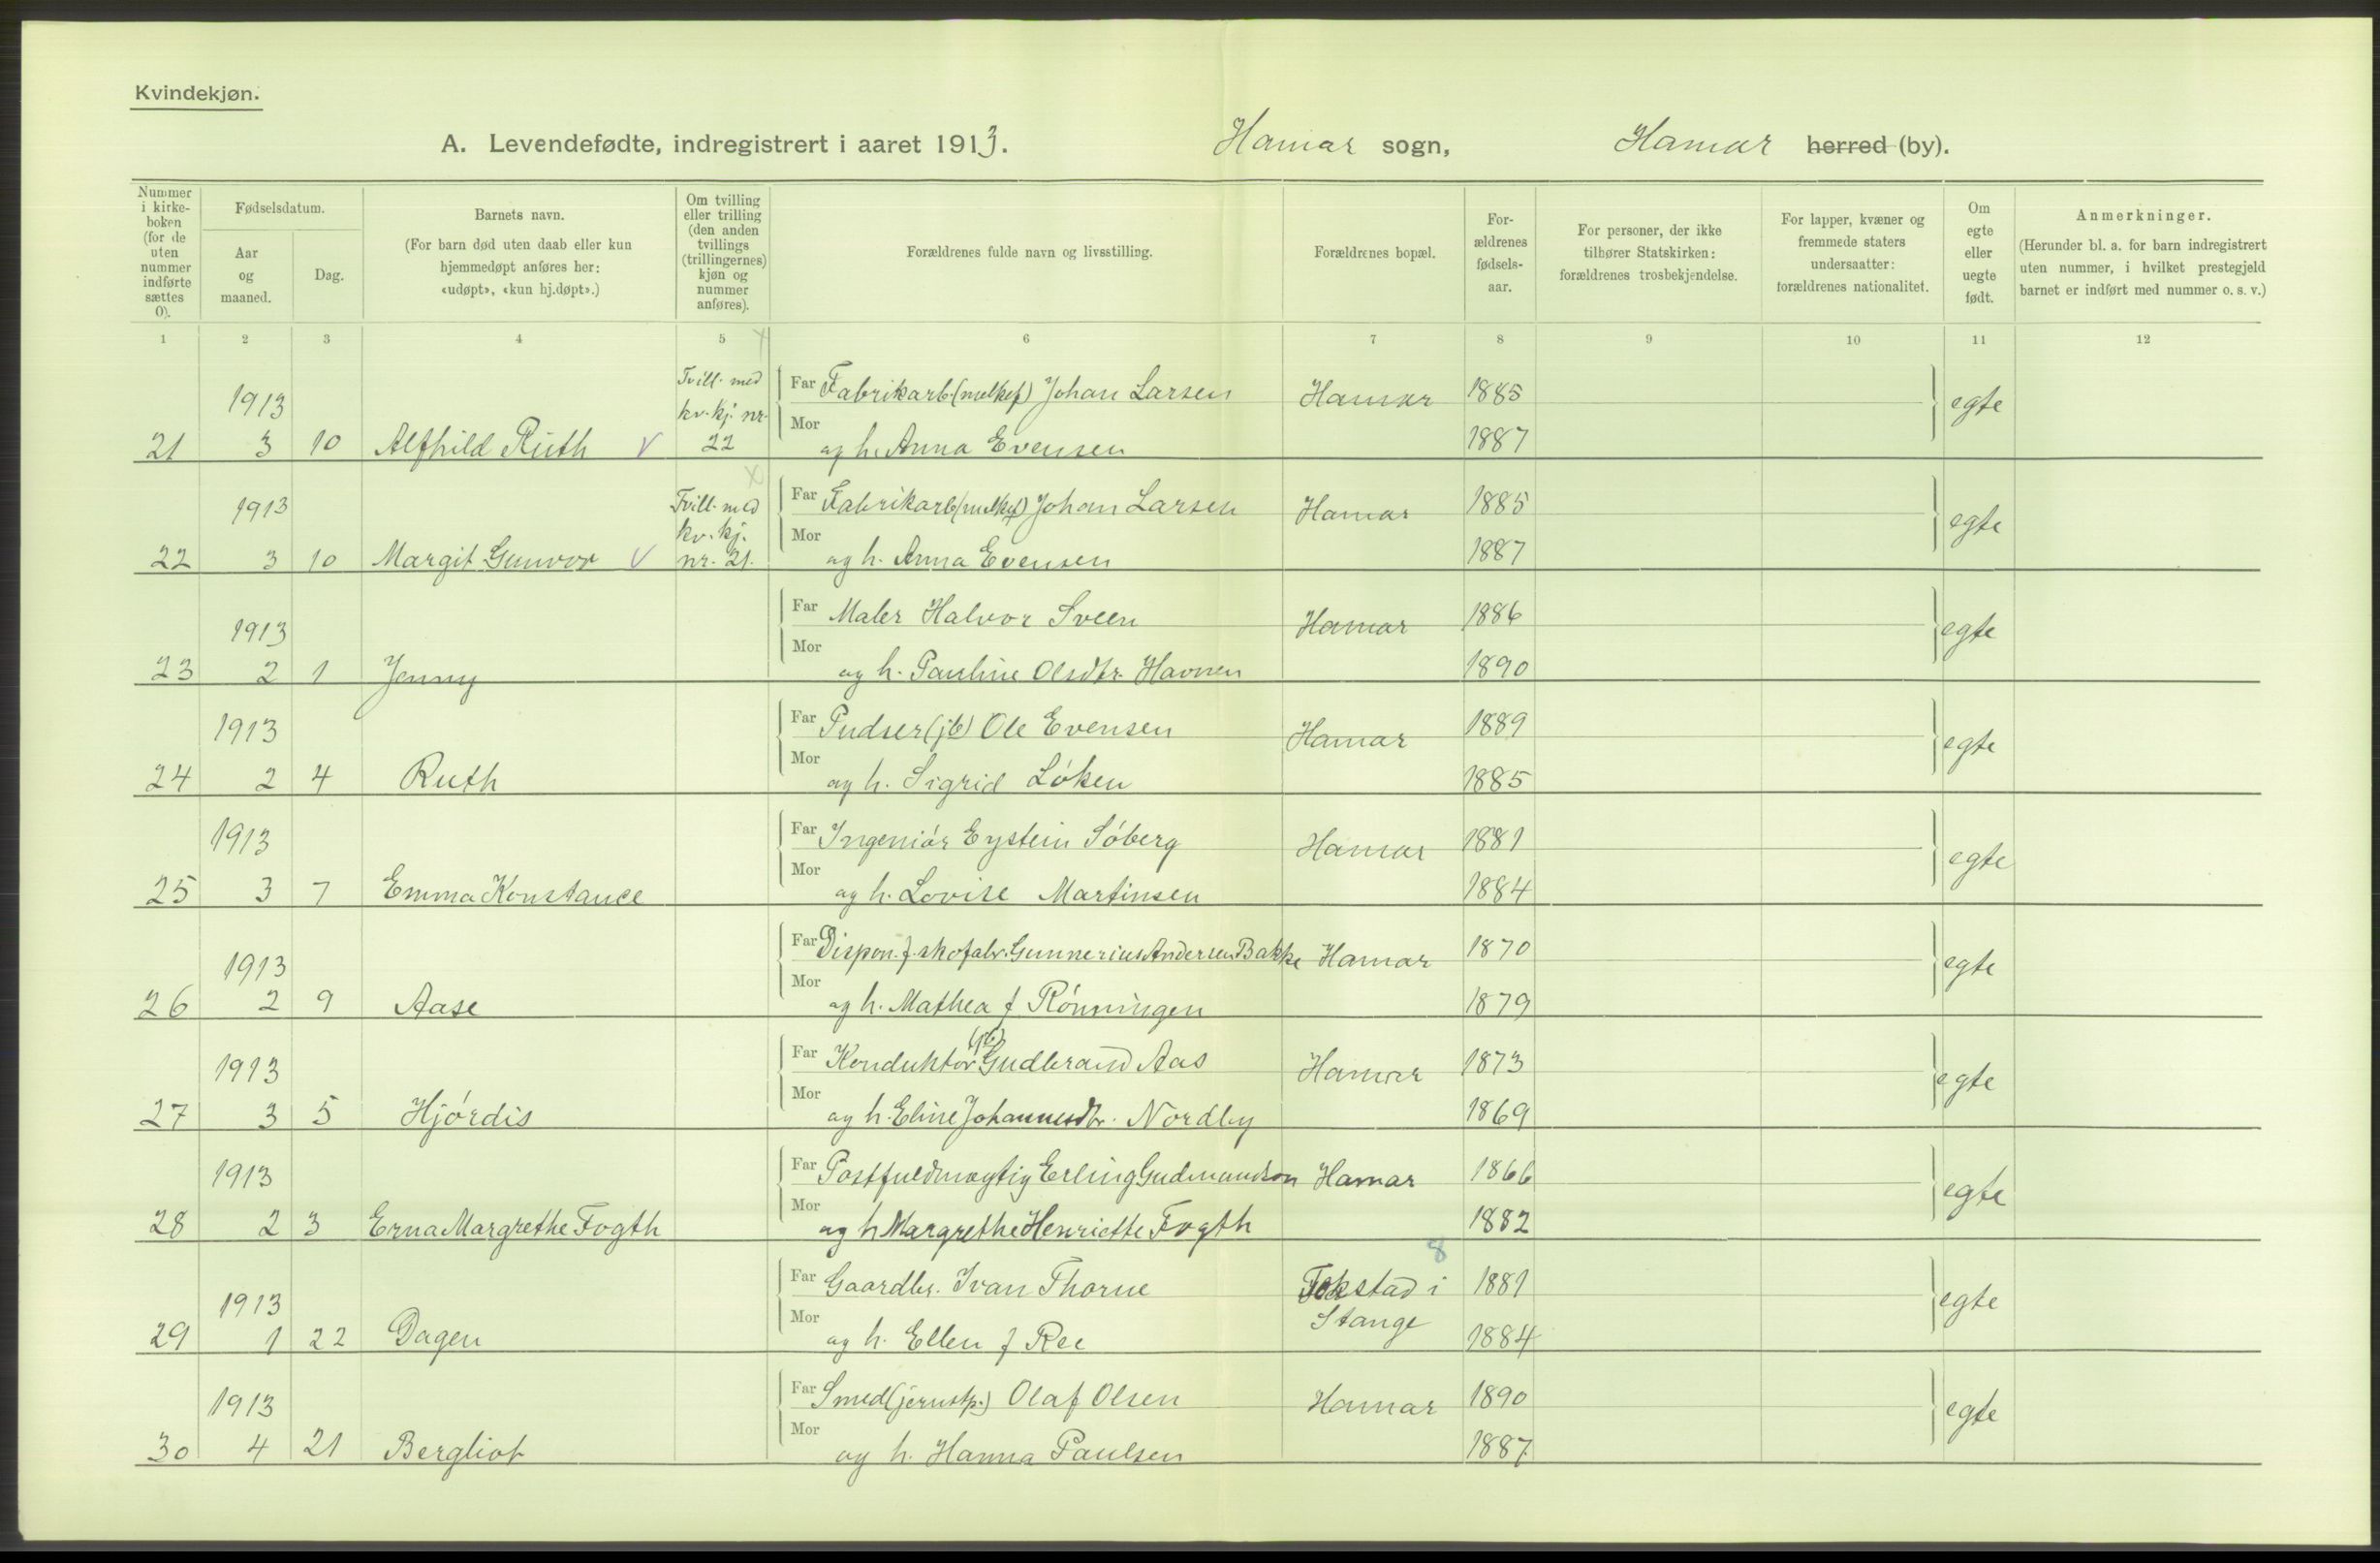 Kvindekjøn.
A. Levendefødte, indregistrert i aaret 1913. Hamar sogn, Hamar herred (by).
Nummer i kirkeboken (for de uten nummer indførte sættes 0).
Fødselsdatum.
Aar og maaned.
Dag.
Barnets navn.
(For barn død uten daab eller kun hjemmedøpt anføres her: «udøpt», «kun hj.døpt».)
Om tvilling eller trilling (den anden tvillings (trillingernes) kjøn og nummer anføres).
Forældrenes fulde navn og livsstilling.
Forældrenes bopæl.
Forældrenes fødselsaar.
For personer, der ikke tilhører Statskirken: forældrenes trosbekjendelse.
For lapper, kvæner og fremmede staters undersaatter: forældrenes nationalitet.
Om egte eller uegte født.
Anmerkninger.
(Herunder bl. a. for barn indregistrert uten nummer, i hvilket prestegjeld barnet er indført med nummer o. s. v.)
1 2 3 4 5 6 7 8 9 10 11 12
1913 Tvill. med kv. kj. nr. Far Fabrikarb (melkef) Johan Larsen Hamar 1885 egte
21 3 10 Alfhild Ruth V 22 Mor og h. Anna Evensen 1887
1913 Tvill. med kv. kj. Far Fabrikarb (melkef) Johan Larsen Hamar 1885 egte
22 3 10 Margit Gunvor V nr. 21. Mor og h. Anna Evensen 1887
1913 Far Maler Halvor Sveen Hamar 1886 egte
23 2 1 Jenny Mor og h. Pauline Olsdtr. Havnen 1890
1913 Far Pudser (jb) Ole Evensen Hamar 1889 egte
24 2 4 Ruth Mor og h. Sigrid Løken 1885
1913 Far Ingeniør Eystein Søberg Hamar 1881 egte
25 3 7 Emma Konstance Mor og h. Lovise Martinsen 1884
1913 Far Dispon. f. skofabr. Gunnerius Andersen Bakke Hamar 1870 egte
26 2 9 Aase Mor og h. Mathea f Rønningen 1879
1913 Far Konduktør (jb) Gudbrand Aas Hamar 1873 egte
27 3 5 Hjørdis Mor og h. Eline Johannesdtr. Nordby 1869
1913 Far Postfuldmægtig Erling Gudmundson Hamar 1866 egte
28 2 3 Erna Margrethe Fogth Mor og h Margrethe Henriette Fogth 1882
8
1913 Far Gaardbr. Ivan Thorne Tokstad i 1881 egte
29 1 22 Dagen Mor og h. Ellen f Ree Stange 1884
1913 Far Smed (jernstp.) Olaf Olsen Hamar 1890 egte
30 4 21 Bergliot Mor og h. Hanna Paulsen 1887